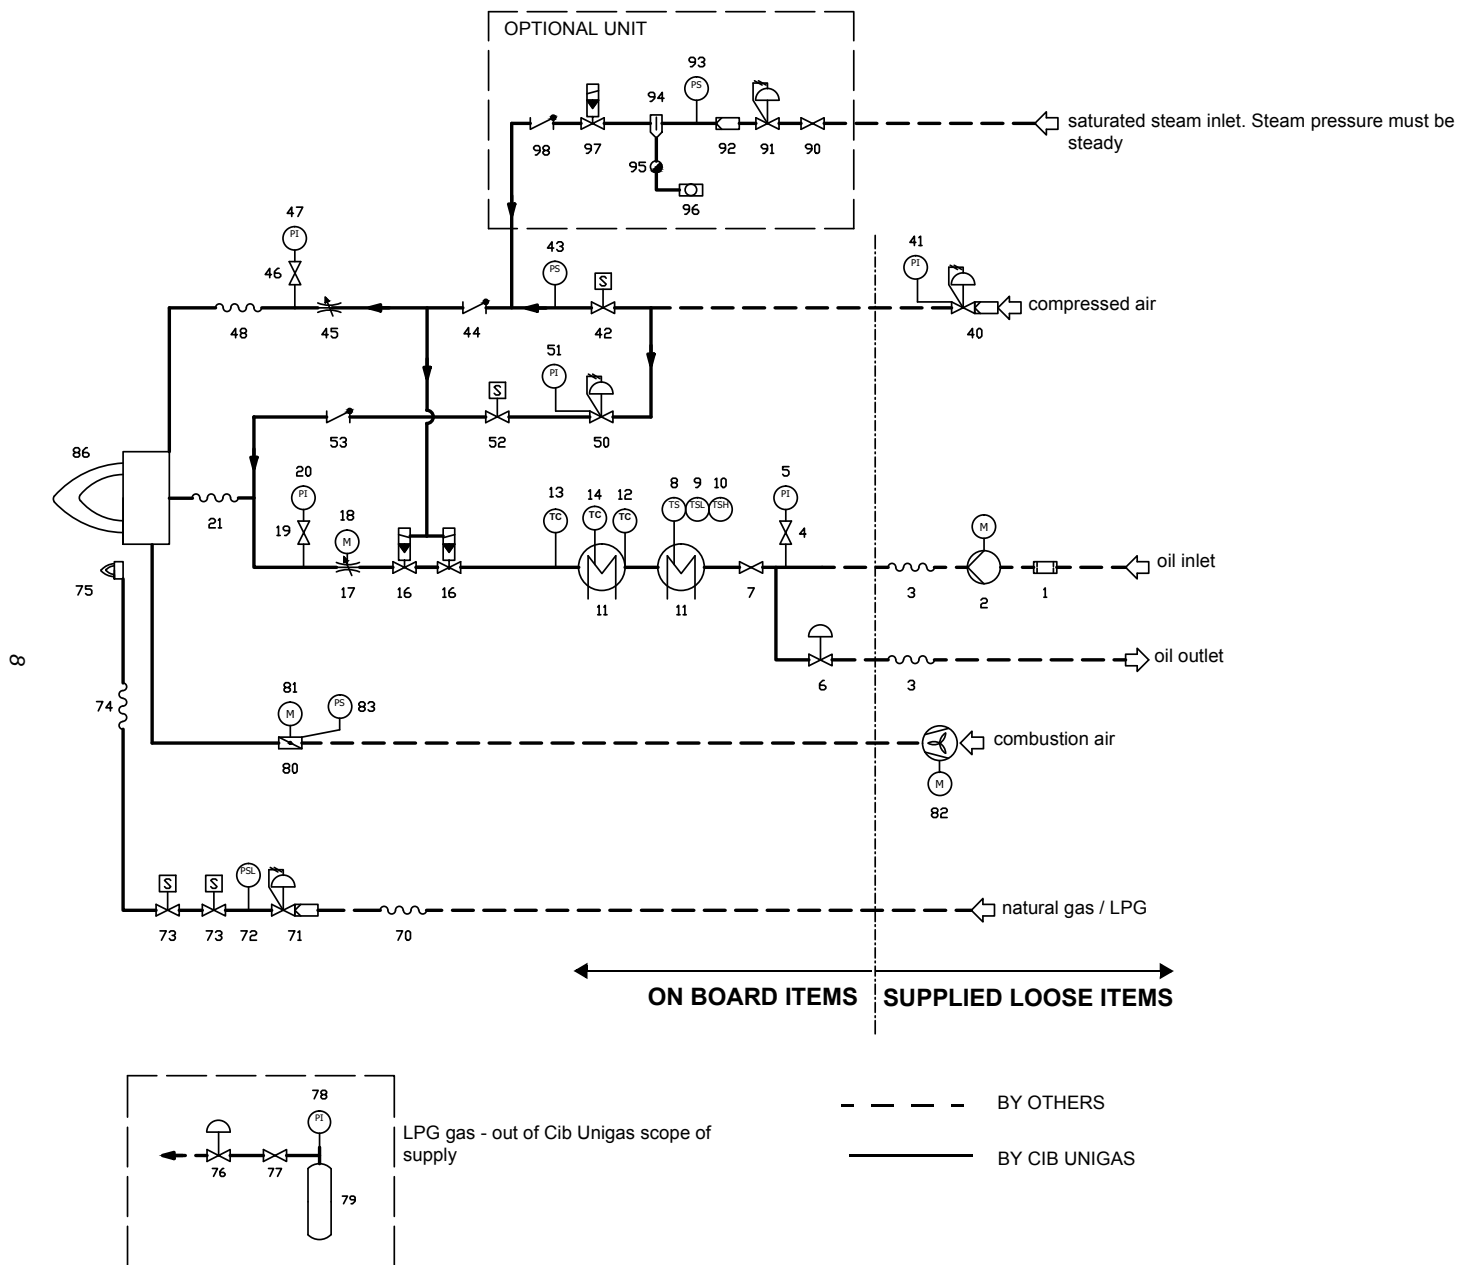 OPTIONAL UNIT
93
PS
94
98
97
95
92
91
90
96
saturated steam inlet. Steam pressure must be
steady
47
PI
46
43
PS
S
41
PI
compressed air
48
45
44
42
40
51
PI
S
53
52
50
86
20
PI
21
19
18
M
13
TC
14
TC
12
TC
8
TS
9
TSL
10
TSH
5
PI
4
M
oil inlet
75
17
16
16
11
11
7
3
2
1
8
oil outlet
6
3
74
81
M
PS
83
combustion air
80
M
82
S
S
PSL
natural gas / LPG
73
73
72
71
70
ON BOARD ITEMS
SUPPLIED LOOSE ITEMS
78
PI
LPG gas - out of Cib Unigas scope of
supply
76
77
79
BY OTHERS
BY CIB UNIGAS